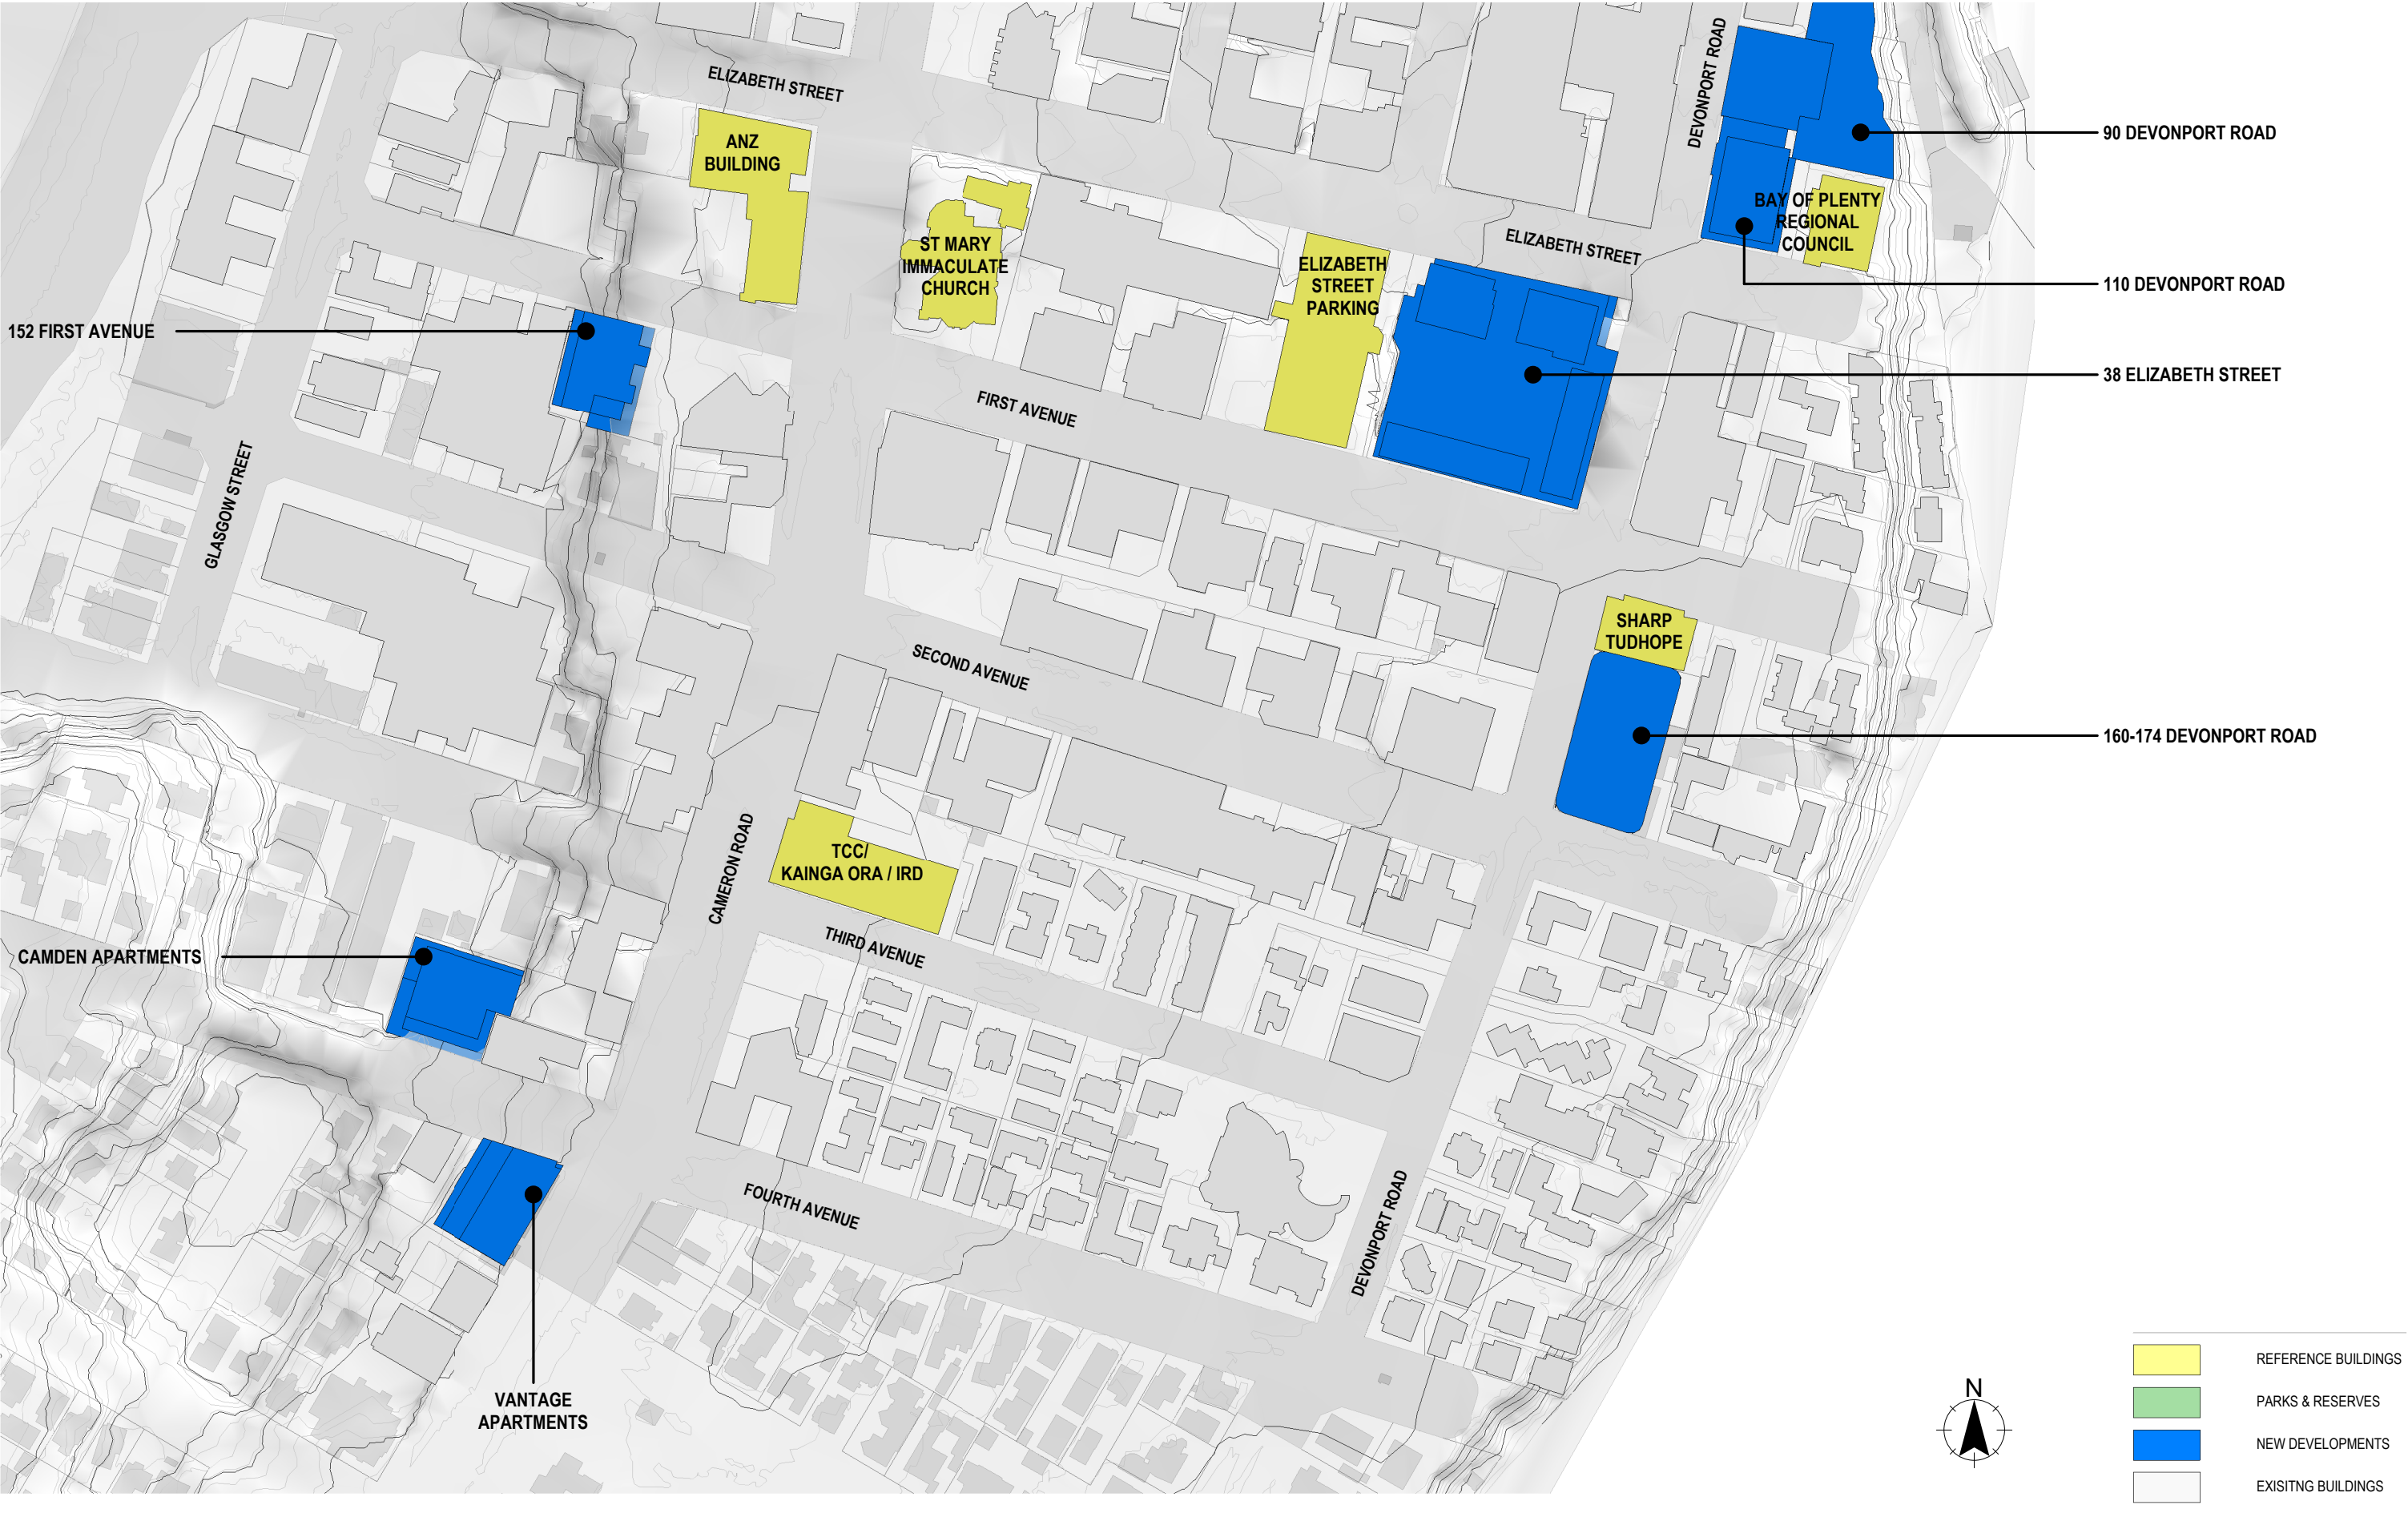 DEVONPORT ROAD
ELIZABETH STREET
90 DEVONPORT ROAD
ANZ
BUILDING
BAY OF PLENTY
REGIONAL
COUNCIL
ST MARY
IMMACULATE
CHURCH
ELIZABETH STREET
ELIZABETH
STREET
PARKING
110 DEVONPORT ROAD
152 FIRST AVENUE
38 ELIZABETH STREET
FIRST AVENUE
GLASGOW STREET
SHARP
TUDHOPE
SECOND AVENUE
160-174 DEVONPORT ROAD
CAMERON ROAD
TCC/
KAINGA ORA / IRD
THIRD AVENUE
CAMDEN APARTMENTS
FOURTH AVENUE
DEVONPORT ROAD
VANTAGE
APARTMENTS
N
REFERENCE BUILDINGS
PARKS & RESERVES
NEW DEVELOPMENTS
EXISITNG BUILDINGS